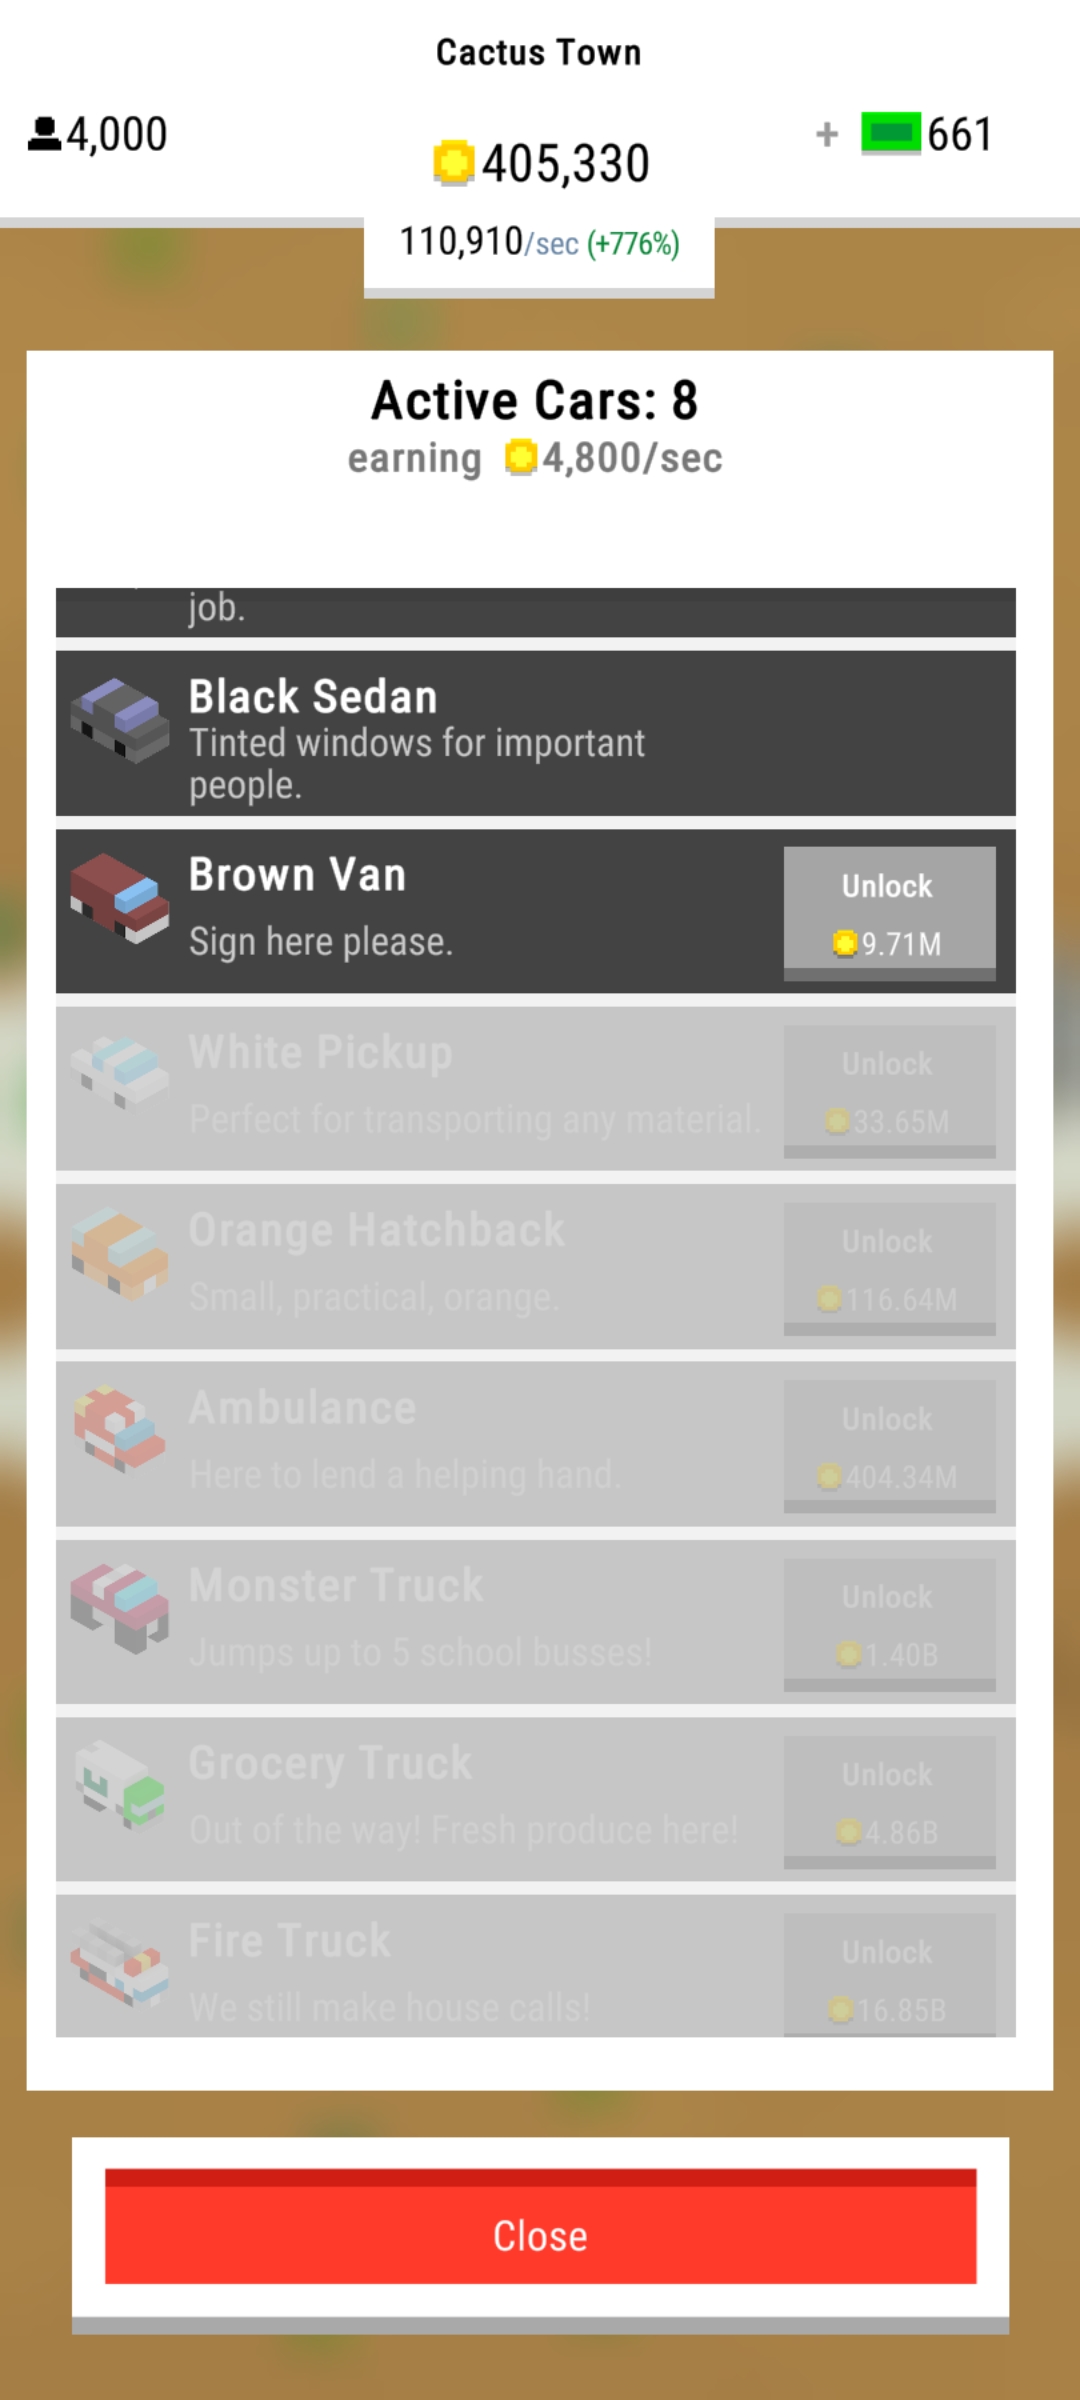 Cactus Town
4,000
405,330
+ 661
110,910/sec (+776%)
Active Cars: 8
earning 4,800/sec
job.
Black Sedan
Tinted windows for important
people.
Brown Van
Sign here please.
Unlock
9.71M
White Pickup
Perfect for transporting any material.
Unlock
33.65M
Orange Hatchback
Small, practical, orange.
Unlock
116.64M
Ambulance
Here to lend a helping hand.
Unlock
404.34M
Monster Truck
Jumps up to 5 school busses!
Unlock
1.40B
Grocery Truck
Out of the way! Fresh produce here!
Unlock
4.86B
Fire Truck
We still make house calls!
Unlock
16.85B
Close